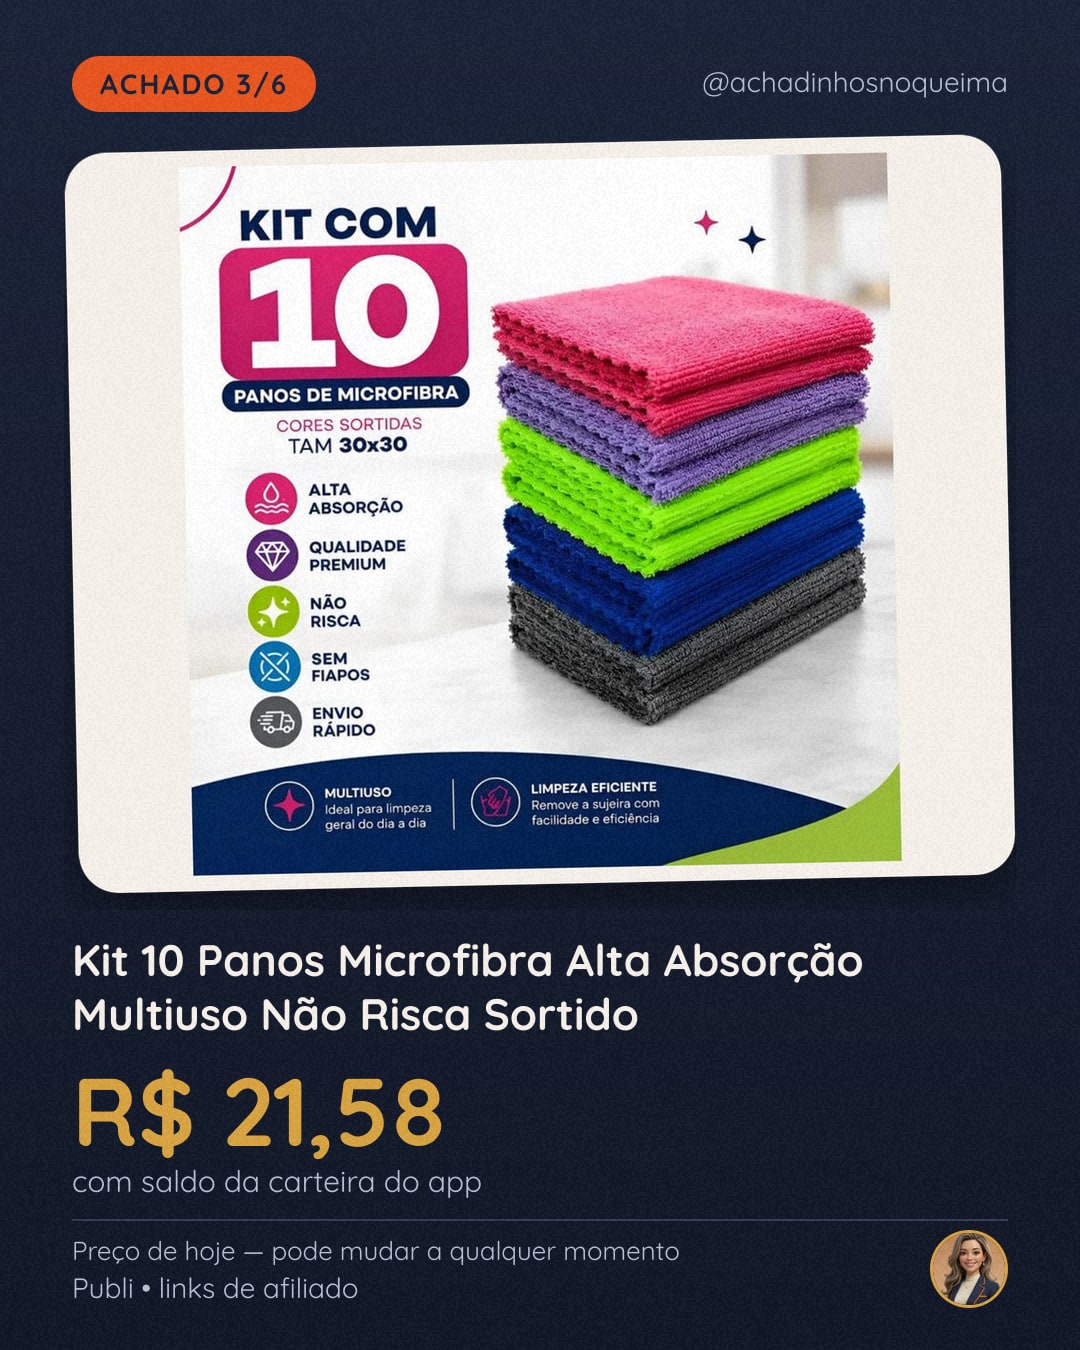 ACHADO 3/6
@achadinhosnoqueima
KIT COM
10
PANOS DE MICROFIBRA
CORES SORTIDAS
TAM 30x30
ALTA
ABSORÇÃO
QUALIDADE
PREMIUM
NÃO
RISCA
SEM
FIAPOS
ENVIO
RÁPIDO
MULTIUSO
Ideal para limpeza
geral do dia a dia
LIMPEZA EFICIENTE
Remove a sujeira com
facilidade e eficiência
Kit 10 Panos Microfibra Alta Absorção
Multiuso Não Risca Sortido
R$ 21,58
com saldo da carteira do app
Preço de hoje — pode mudar a qualquer momento
Publi • links de afiliado